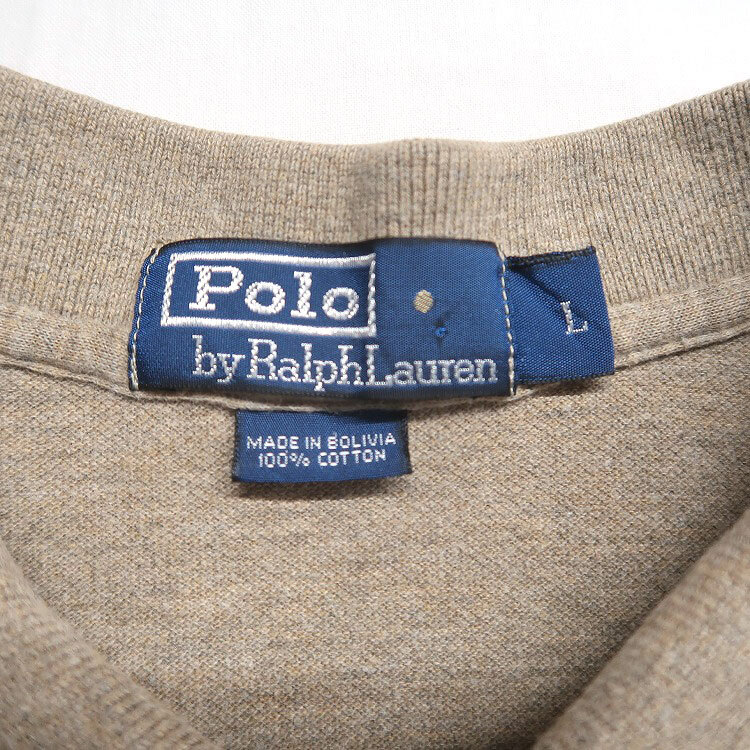 Polo
by Ralph Lauren
L
MADE IN BOLIVIA
100% COTTON